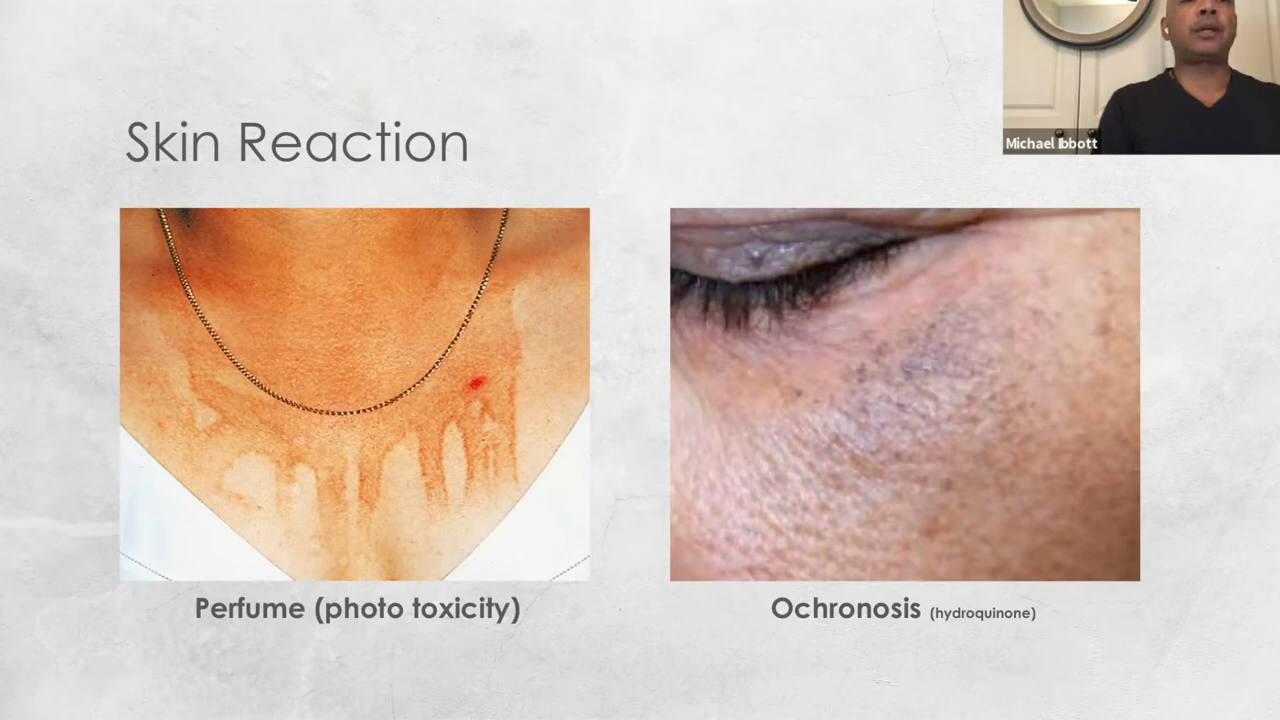 Michael Ibbott
Skin Reaction
Perfume (photo toxicity)
Ochronosis (hydroquinone)